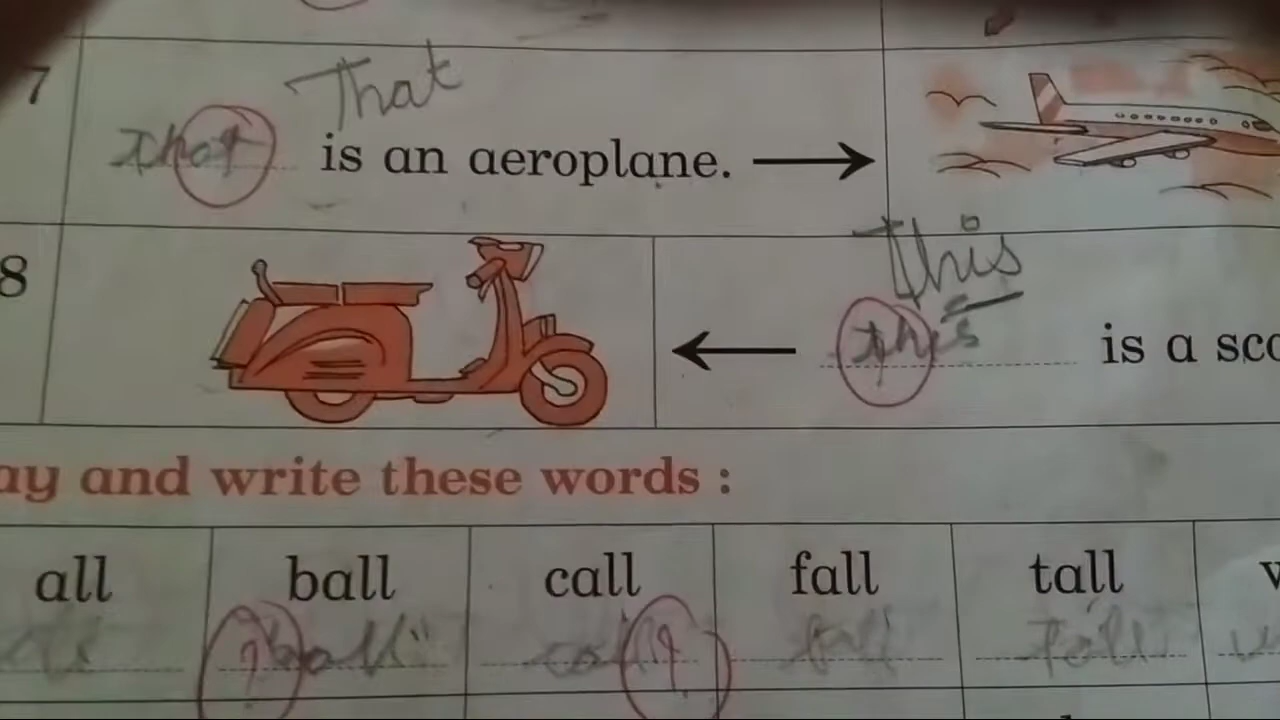 That
7 that is an aeroplane.
This
8 this is a sco
ay and write these words :
all ball call fall tall
ball call fall tall